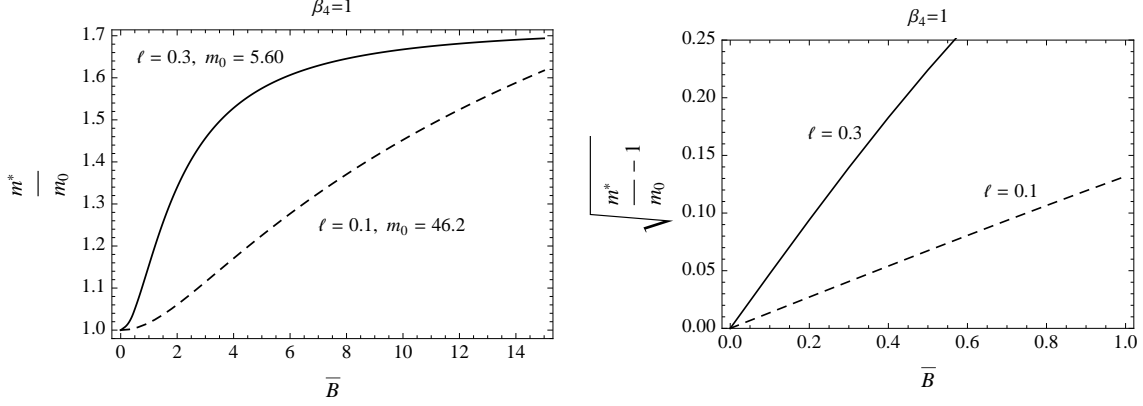 β₄=1
1.7
1.6
1.5
1.4
1.3
1.2
1.1
1.0
0 2 4 6 8 10 12 14
B̅
m*
m₀
ℓ = 0.3, m₀ = 5.60
ℓ = 0.1, m₀ = 46.2
β₄=1
0.25
0.20
0.15
0.10
0.05
0.00
0.0 0.2 0.4 0.6 0.8 1.0
B̅
√ m* / m₀ − 1
ℓ = 0.3
ℓ = 0.1